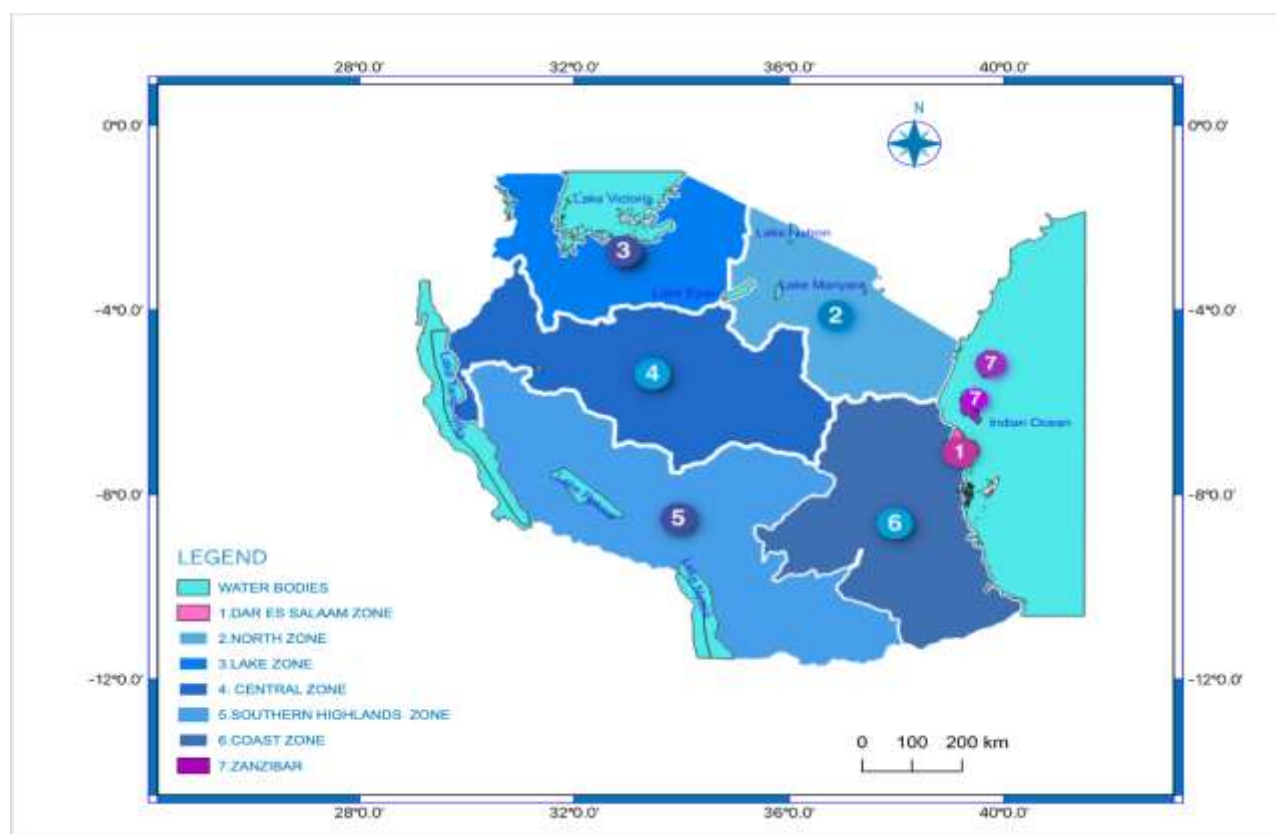 28°0.0' 32°0.0' 36°0.0' 40°0.0'
N
0°0.0' 0°0.0'
Lake Victoria
Lake Natron
3
Lake Eyasi Lake Manyara
-4°0.0' 2 -4°0.0'
7
4
7
Indian Ocean
1
-8°0.0' -8°0.0'
5
6
LEGEND
WATER BODIES
1.DAR ES SALAAM ZONE
2.NORTH ZONE
3.LAKE ZONE
-12°0.0' -12°0.0'
4. CENTRAL ZONE
5.SOUTHERN HIGHLANDS ZONE
6.COAST ZONE
0 100 200 km
7.ZANZIBAR
28°0.0' 32°0.0' 36°0.0' 40°0.0'